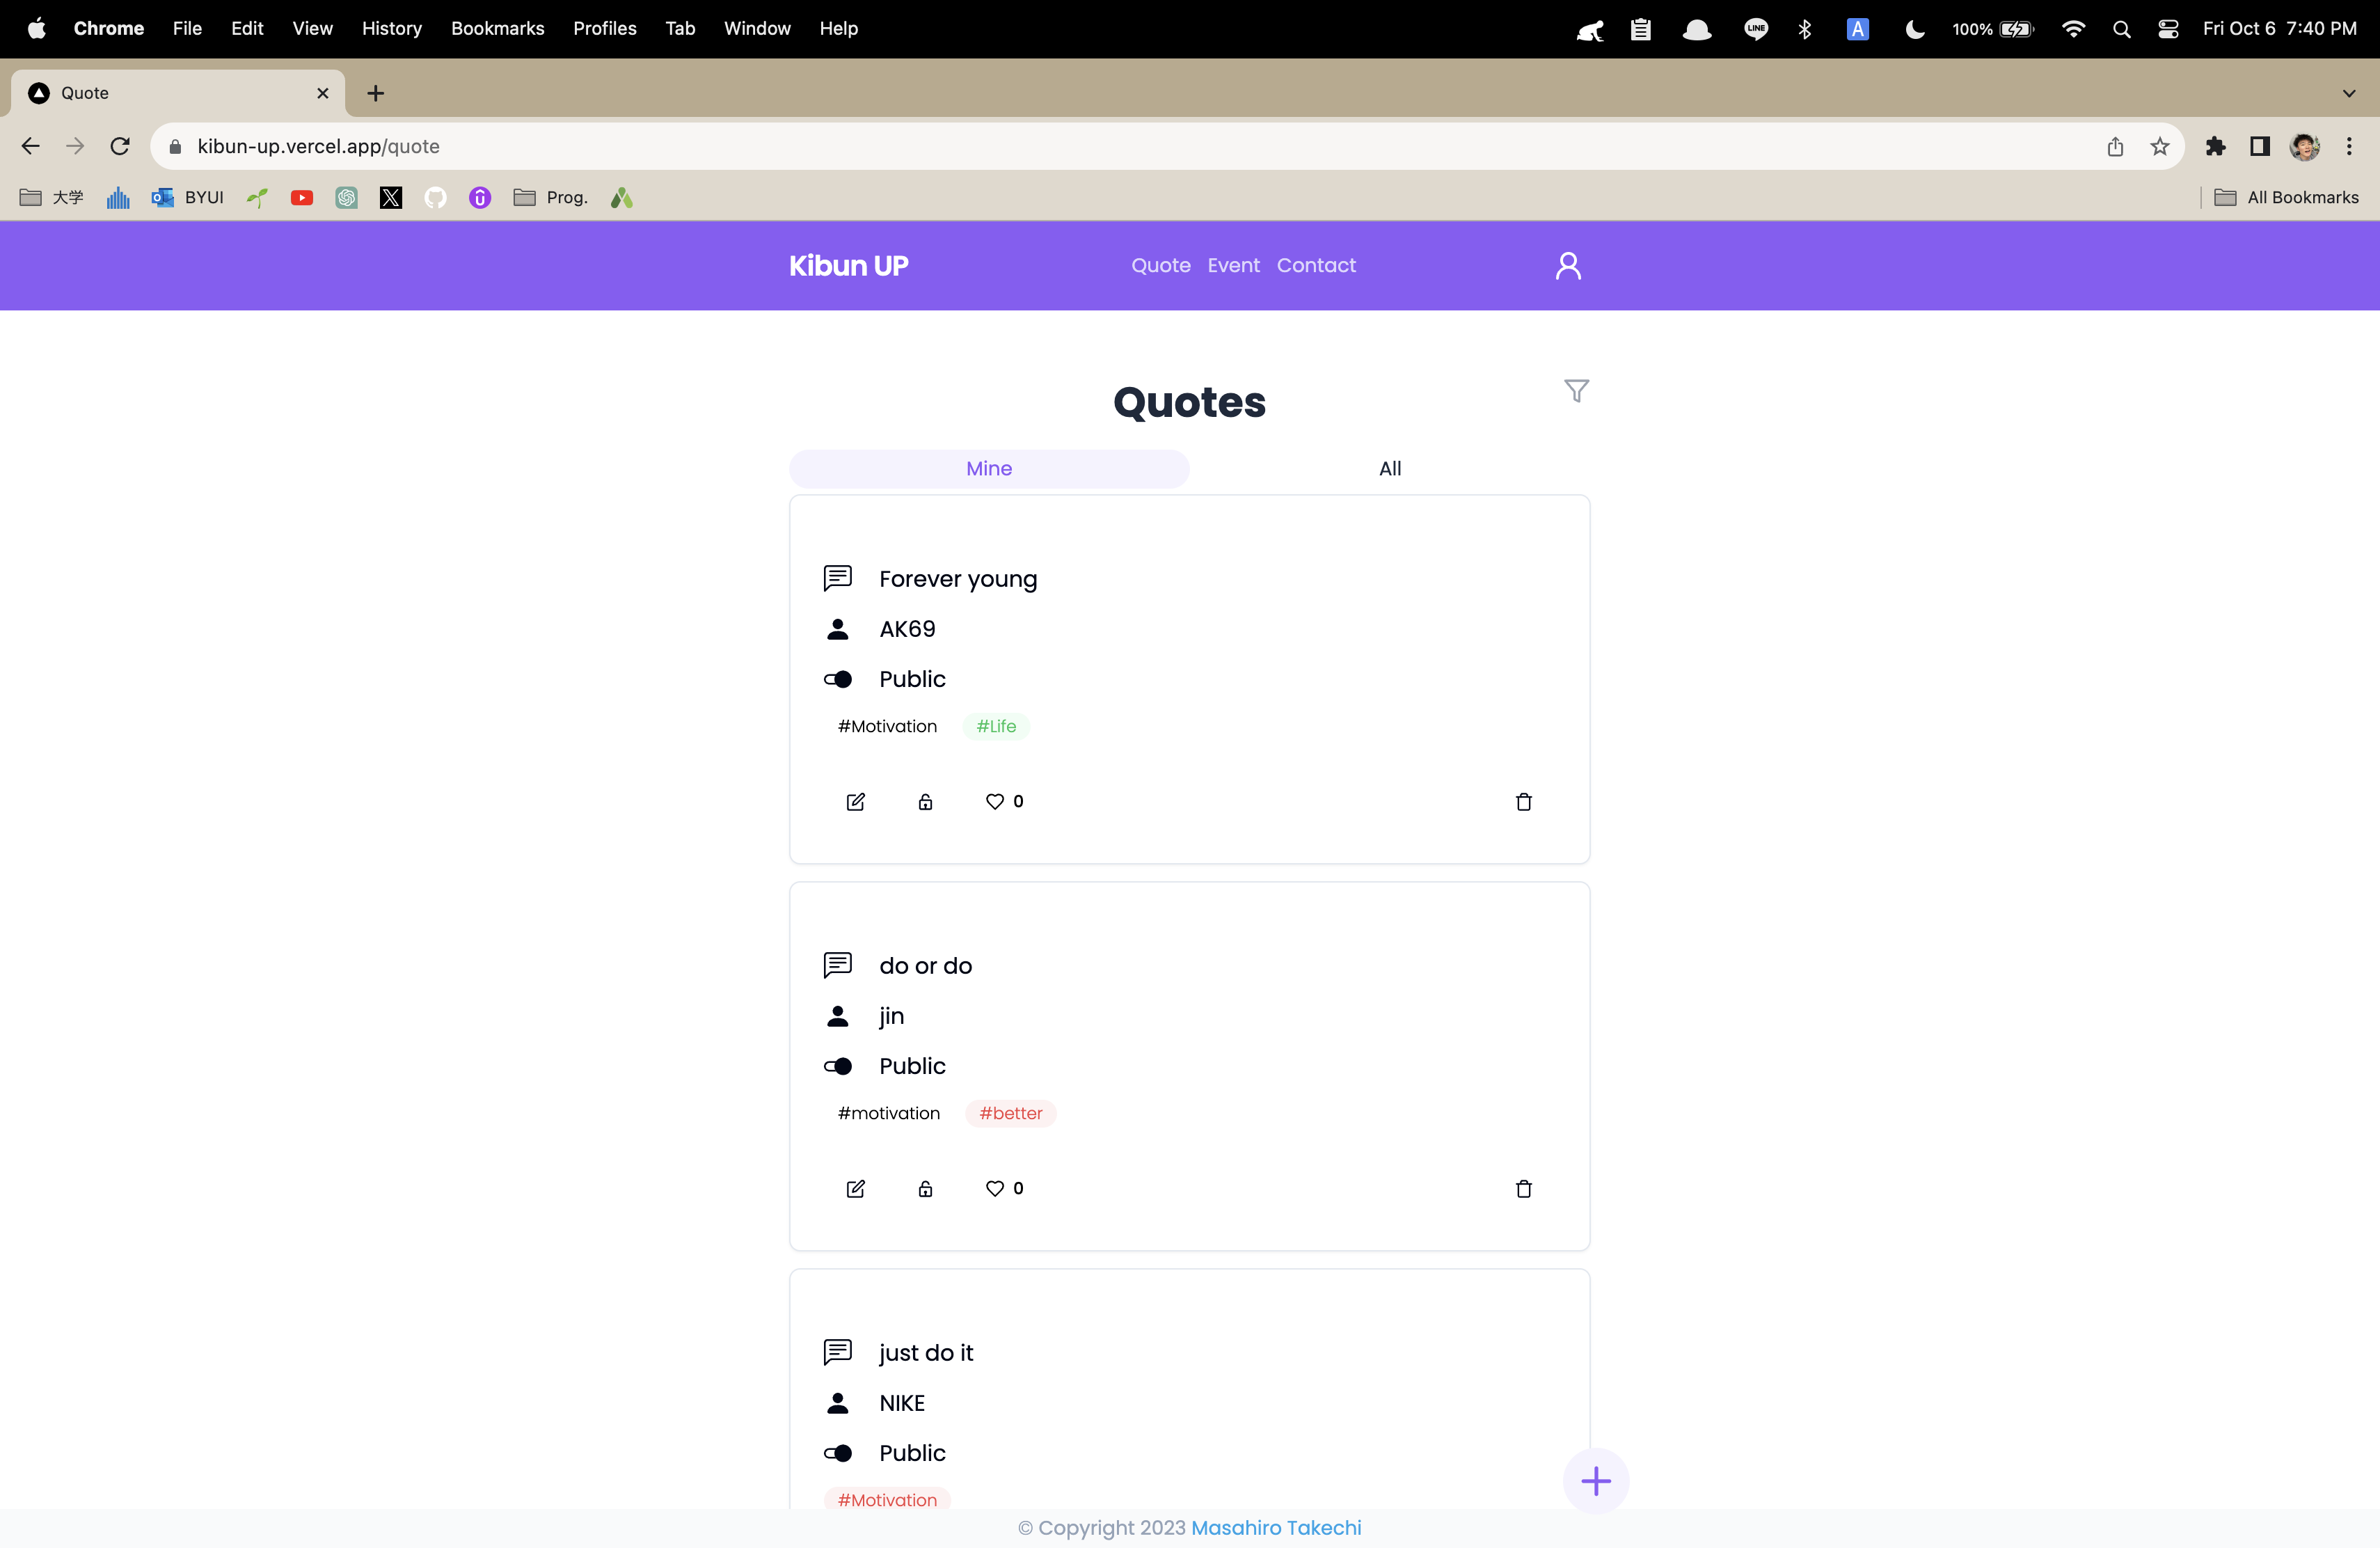 Chrome File Edit View History Bookmarks Profiles Tab Window Help LINE A 100% Fri Oct 6 7:40 PM
Quote
kibun-up.vercel.app/quote
大学 BYUI X Prog. All Bookmarks
Kibun UP Quote Event Contact
Quotes
Mine All
Forever young
AK69
Public
#Motivation #Life
0
do or do
jin
Public
#motivation #better
0
just do it
NIKE
Public
#Motivation
© Copyright 2023 Masahiro Takechi